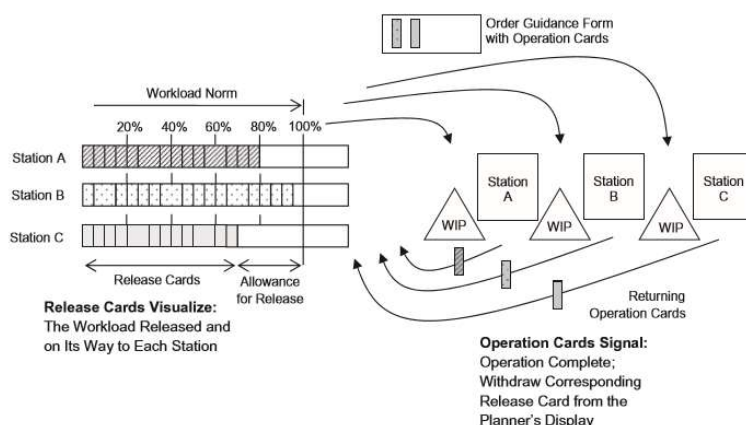 Order Guidance Form
with Operation Cards
Workload Norm
20% 40% 60% 80% 100%
Station A
Station B
Station C
Station
A
Station
B
Station
C
WIP
WIP
WIP
Release Cards
Allowance
for Release
Returning
Operation Cards
Release Cards Visualize:
The Workload Released and
on Its Way to Each Station
Operation Cards Signal:
Operation Complete;
Withdraw Corresponding
Release Card from the
Planner's Display